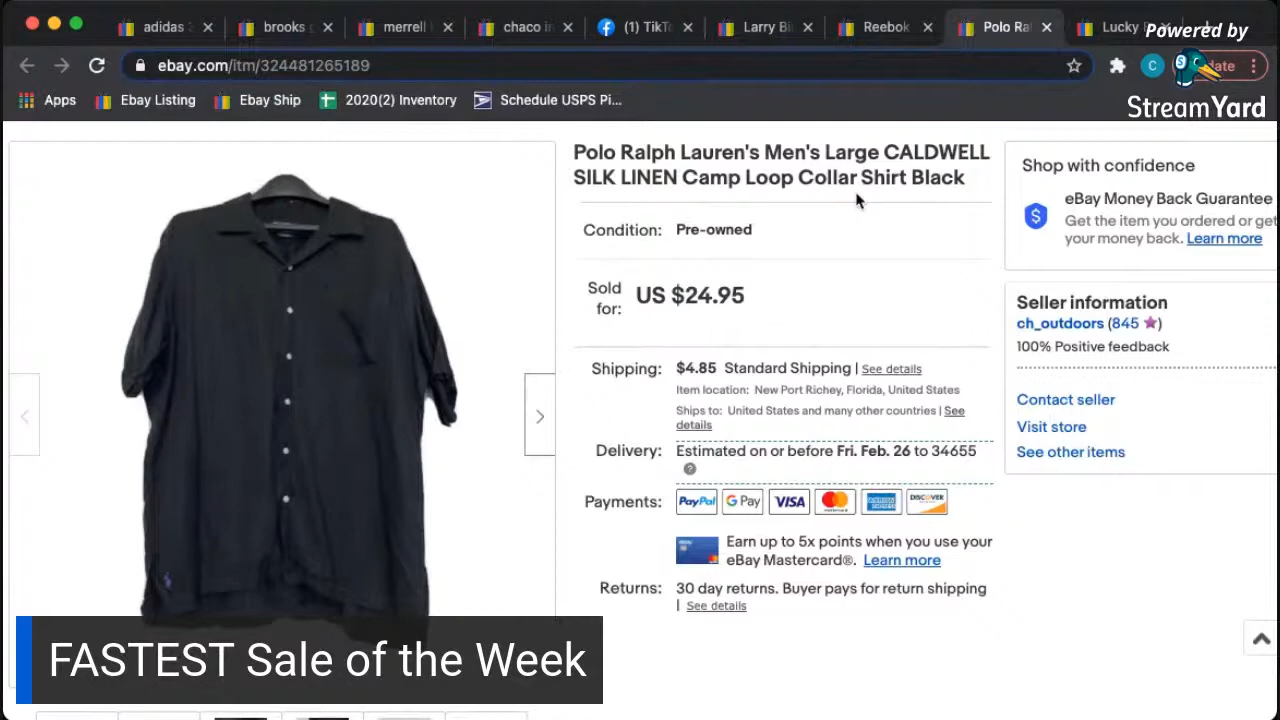 adidas
brooks
merrell
chaco in
(1) TikTo
Larry Bi
Reebok
Polo Ra
Lucky
Powered by
ebay.com/itm/324481265189
C
date
StreamYard
Apps
Ebay Listing
Ebay Ship
2020(2) Inventory
Schedule USPS Pi...
Polo Ralph Lauren's Men's Large CALDWELL
SILK LINEN Camp Loop Collar Shirt Black
Condition: Pre-owned
Sold
for: US $24.95
Shipping: $4.85 Standard Shipping | See details
Item location: New Port Richey, Florida, United States
Ships to: United States and many other countries | See
details
Delivery: Estimated on or before Fri. Feb. 26 to 34655
?
Payments: PayPal G Pay VISA AMERICAN EXPRESS DISCOVER
Earn up to 5x points when you use your
eBay Mastercard®. Learn more
Returns: 30 day returns. Buyer pays for return shipping
| See details
Shop with confidence
eBay Money Back Guarantee
Get the item you ordered or get
your money back. Learn more
Seller information
ch_outdoors (845)
100% Positive feedback
Contact seller
Visit store
See other items
FASTEST Sale of the Week